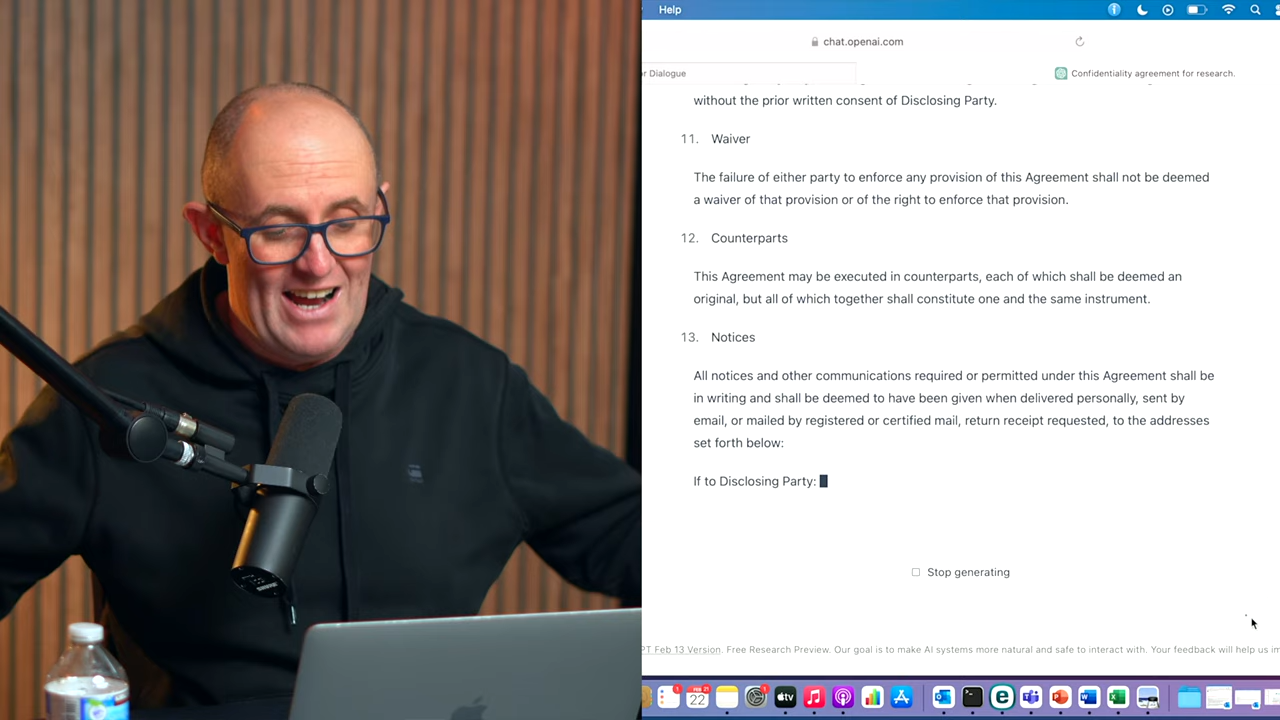 Help
chat.openai.com
or Dialogue
Confidentiality agreement for research.
without the prior written consent of Disclosing Party.
11. Waiver
The failure of either party to enforce any provision of this Agreement shall not be deemed
a waiver of that provision or of the right to enforce that provision.
12. Counterparts
This Agreement may be executed in counterparts, each of which shall be deemed an
original, but all of which together shall constitute one and the same instrument.
13. Notices
All notices and other communications required or permitted under this Agreement shall be
in writing and shall be deemed to have been given when delivered personally, sent by
email, or mailed by registered or certified mail, return receipt requested, to the addresses
set forth below:
If to Disclosing Party:
Stop generating
PT Feb 13 Version. Free Research Preview. Our goal is to make AI systems more natural and safe to interact with. Your feedback will help us im
FEB 21
22
tv